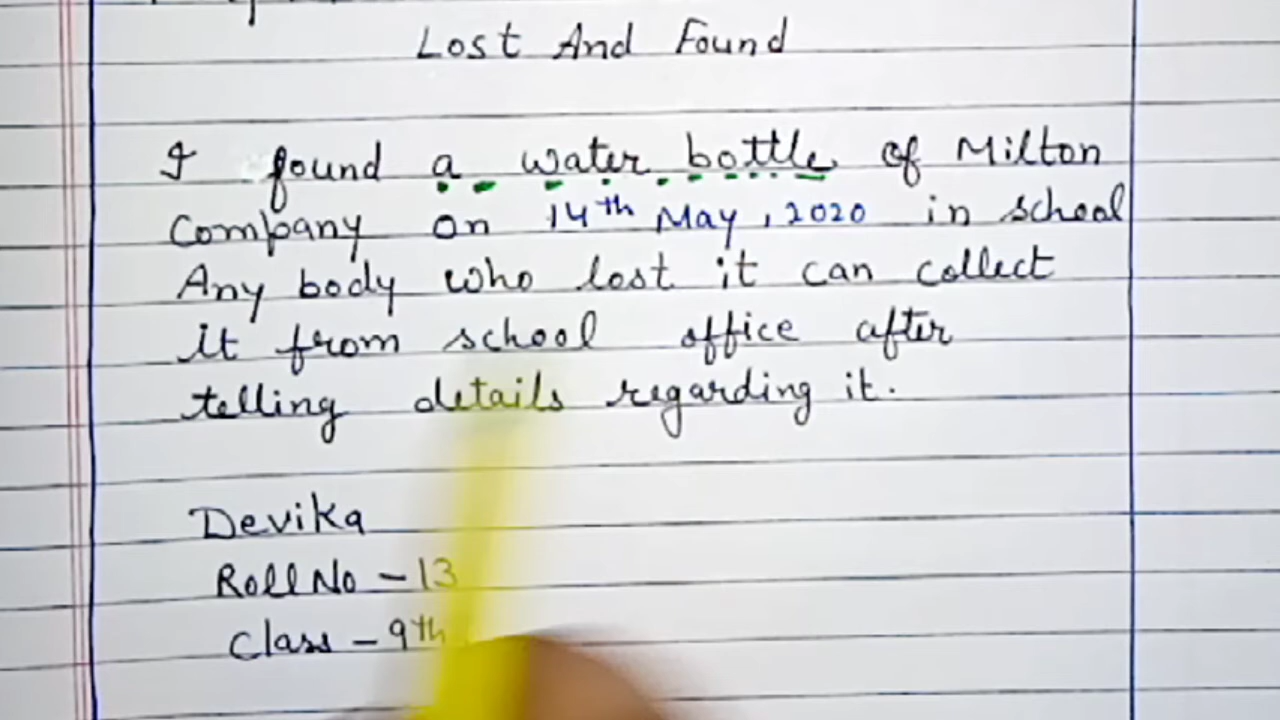 Lost And Found
I found a water bottle of Milton
Company on 14th May, 2020 in school
Any body who lost it can collect
it from school office after
telling details regarding it.
Devika
Roll No - 13
Class - 9th